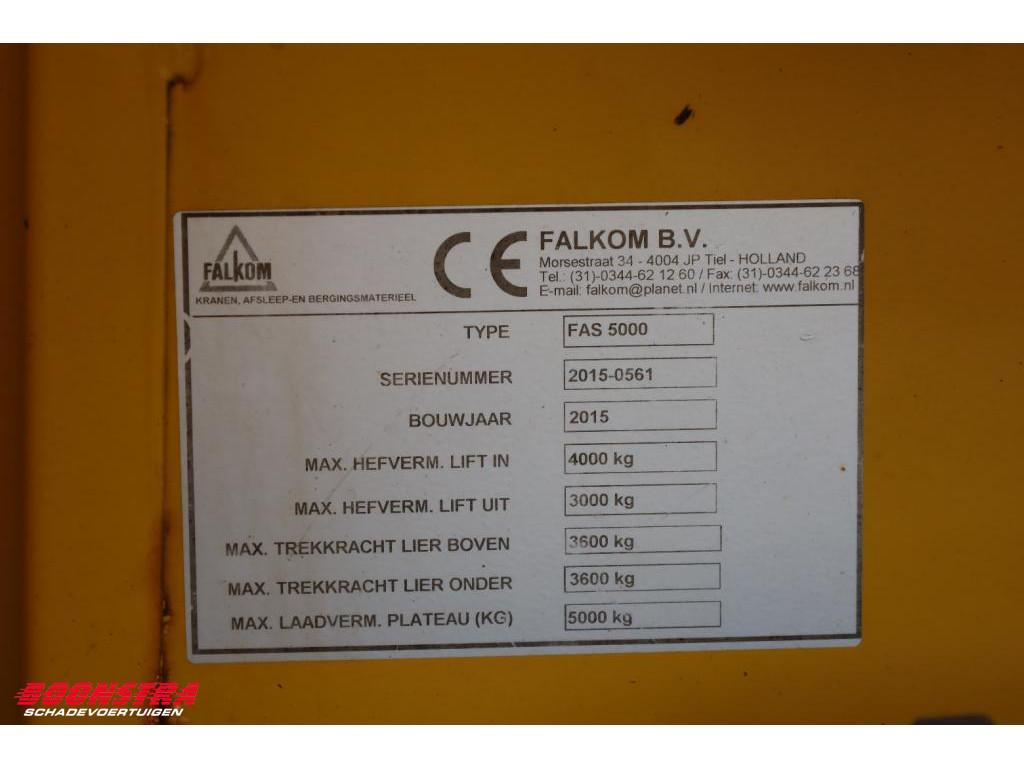 FALKOM
KRANEN, AFSLEEP-EN BERGINGSMATERIEEL
CE
FALKOM B.V.
Morsestraat 34 - 4004 JP Tiel - HOLLAND
Tel.: (31)-0344-62 12 60 / Fax: (31)-0344-62 23 68
E-mail: falkom@planet.nl / Internet: www.falkom.nl
TYPE FAS 5000
SERIENUMMER 2015-0561
BOUWJAAR 2015
MAX. HEFVERM. LIFT IN 4000 kg
MAX. HEFVERM. LIFT UIT 3000 kg
MAX. TREKKRACHT LIER BOVEN 3600 kg
MAX. TREKKRACHT LIER ONDER 3600 kg
MAX. LAADVERM. PLATEAU (KG) 5000 kg
BOONSTRA
SCHADEVOERTUIGEN